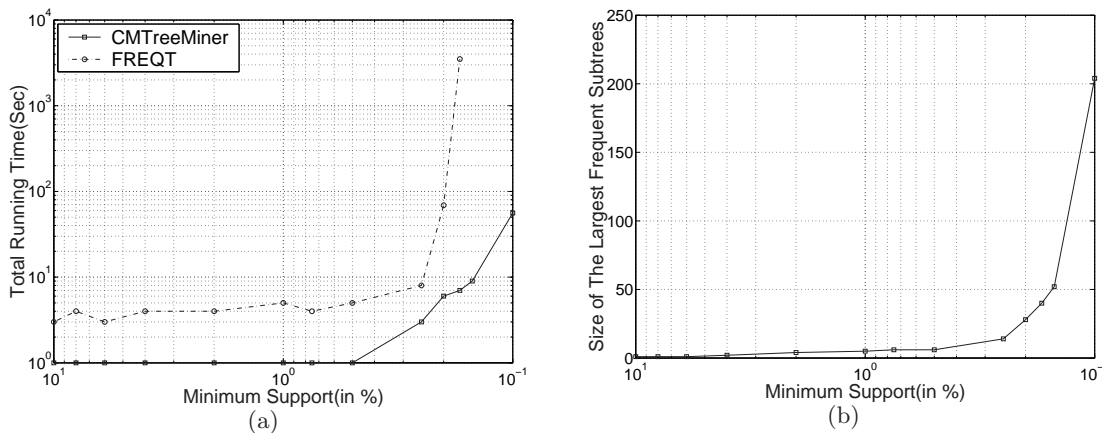 10^4
10^3
10^2
10^1
10^0
Total Running Time(Sec)
CMTreeMiner
FREQT
10^1
10^0
10^-1
Minimum Support(in %)
(a)
250
200
150
100
50
0
Size of The Largest Frequent Subtrees
10^1
10^0
10^-1
Minimum Support(in %)
(b)